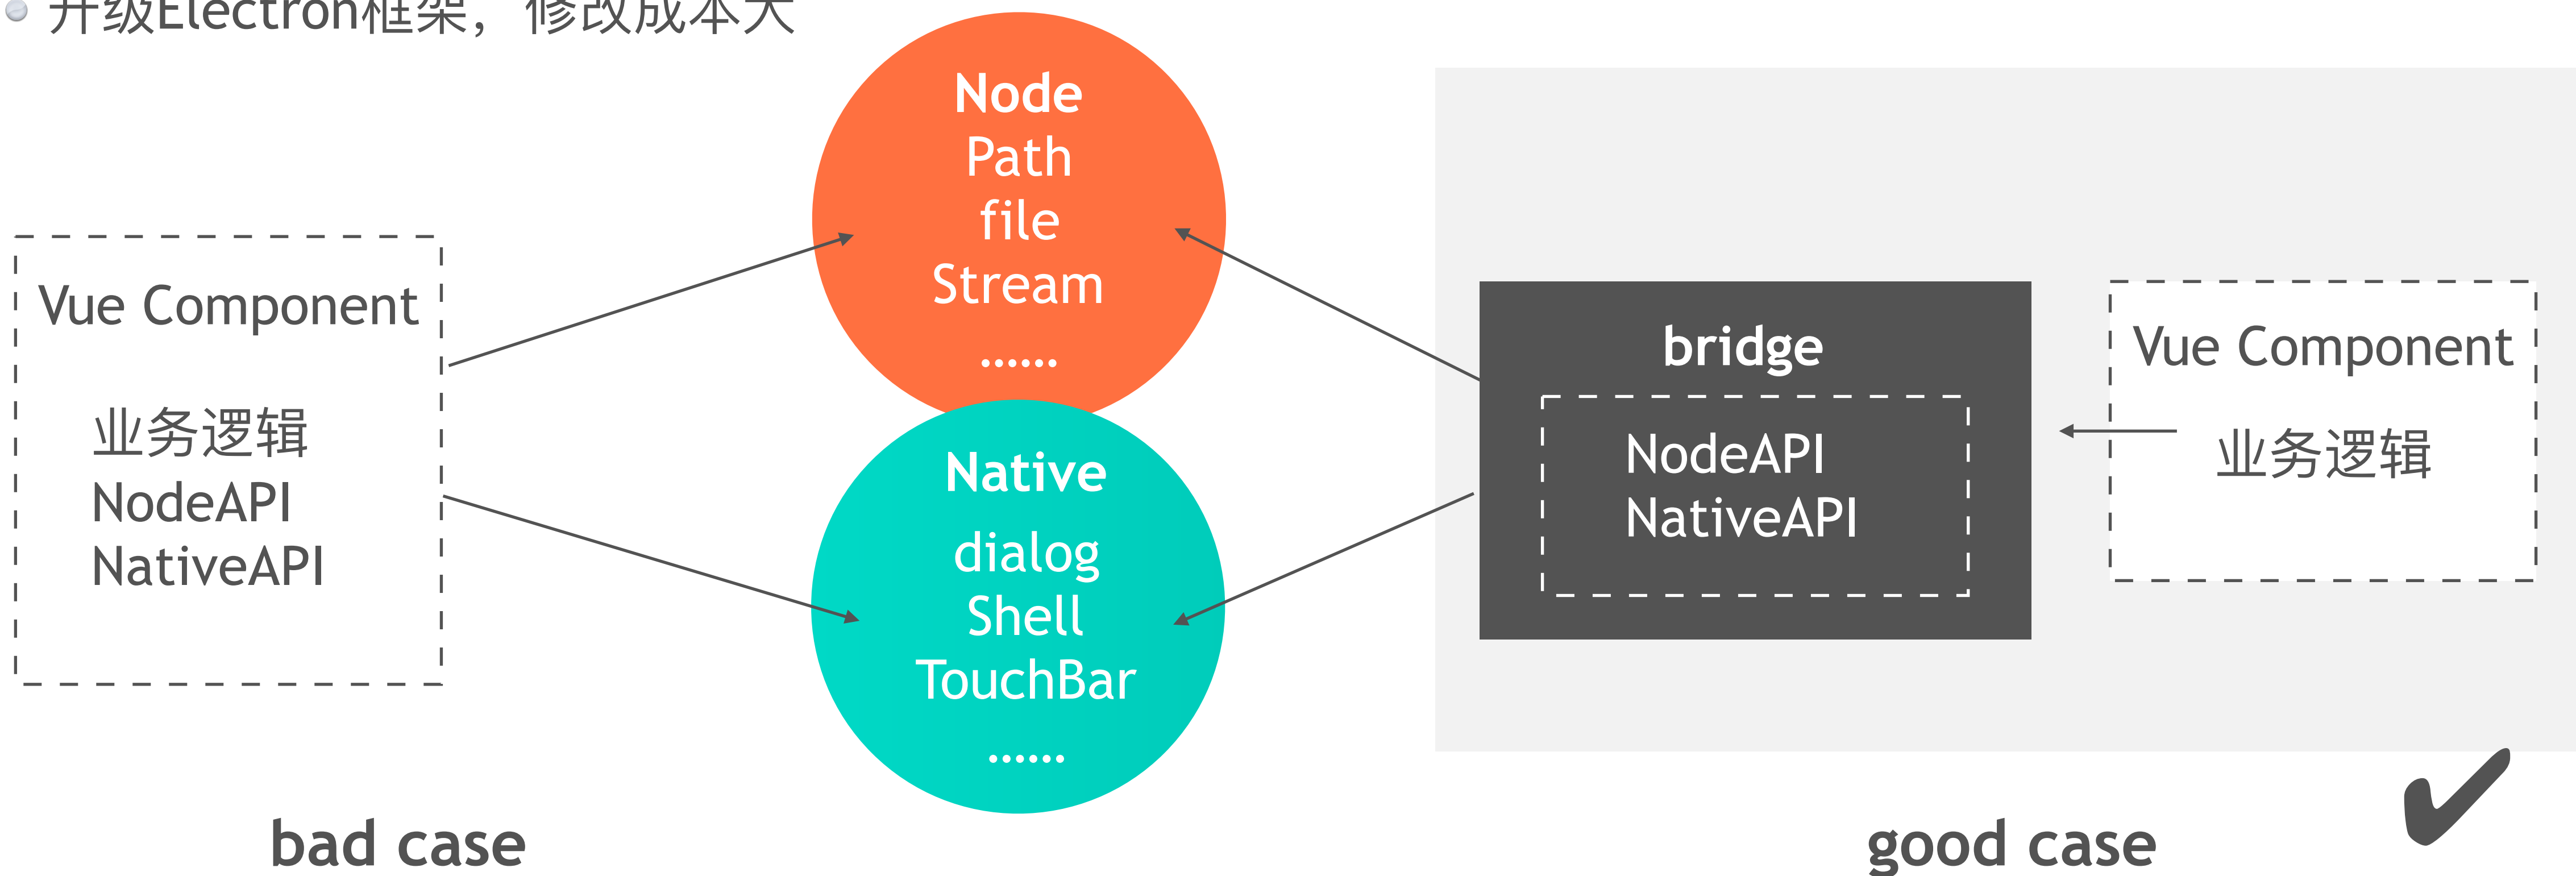 升级Electron框架，修改成本大
Vue Component
业务逻辑
NodeAPI
NativeAPI
bad case
Node
Path
file
Stream
......
Native
dialog
Shell
TouchBar
......
bridge
NodeAPI
NativeAPI
Vue Component
业务逻辑
good case